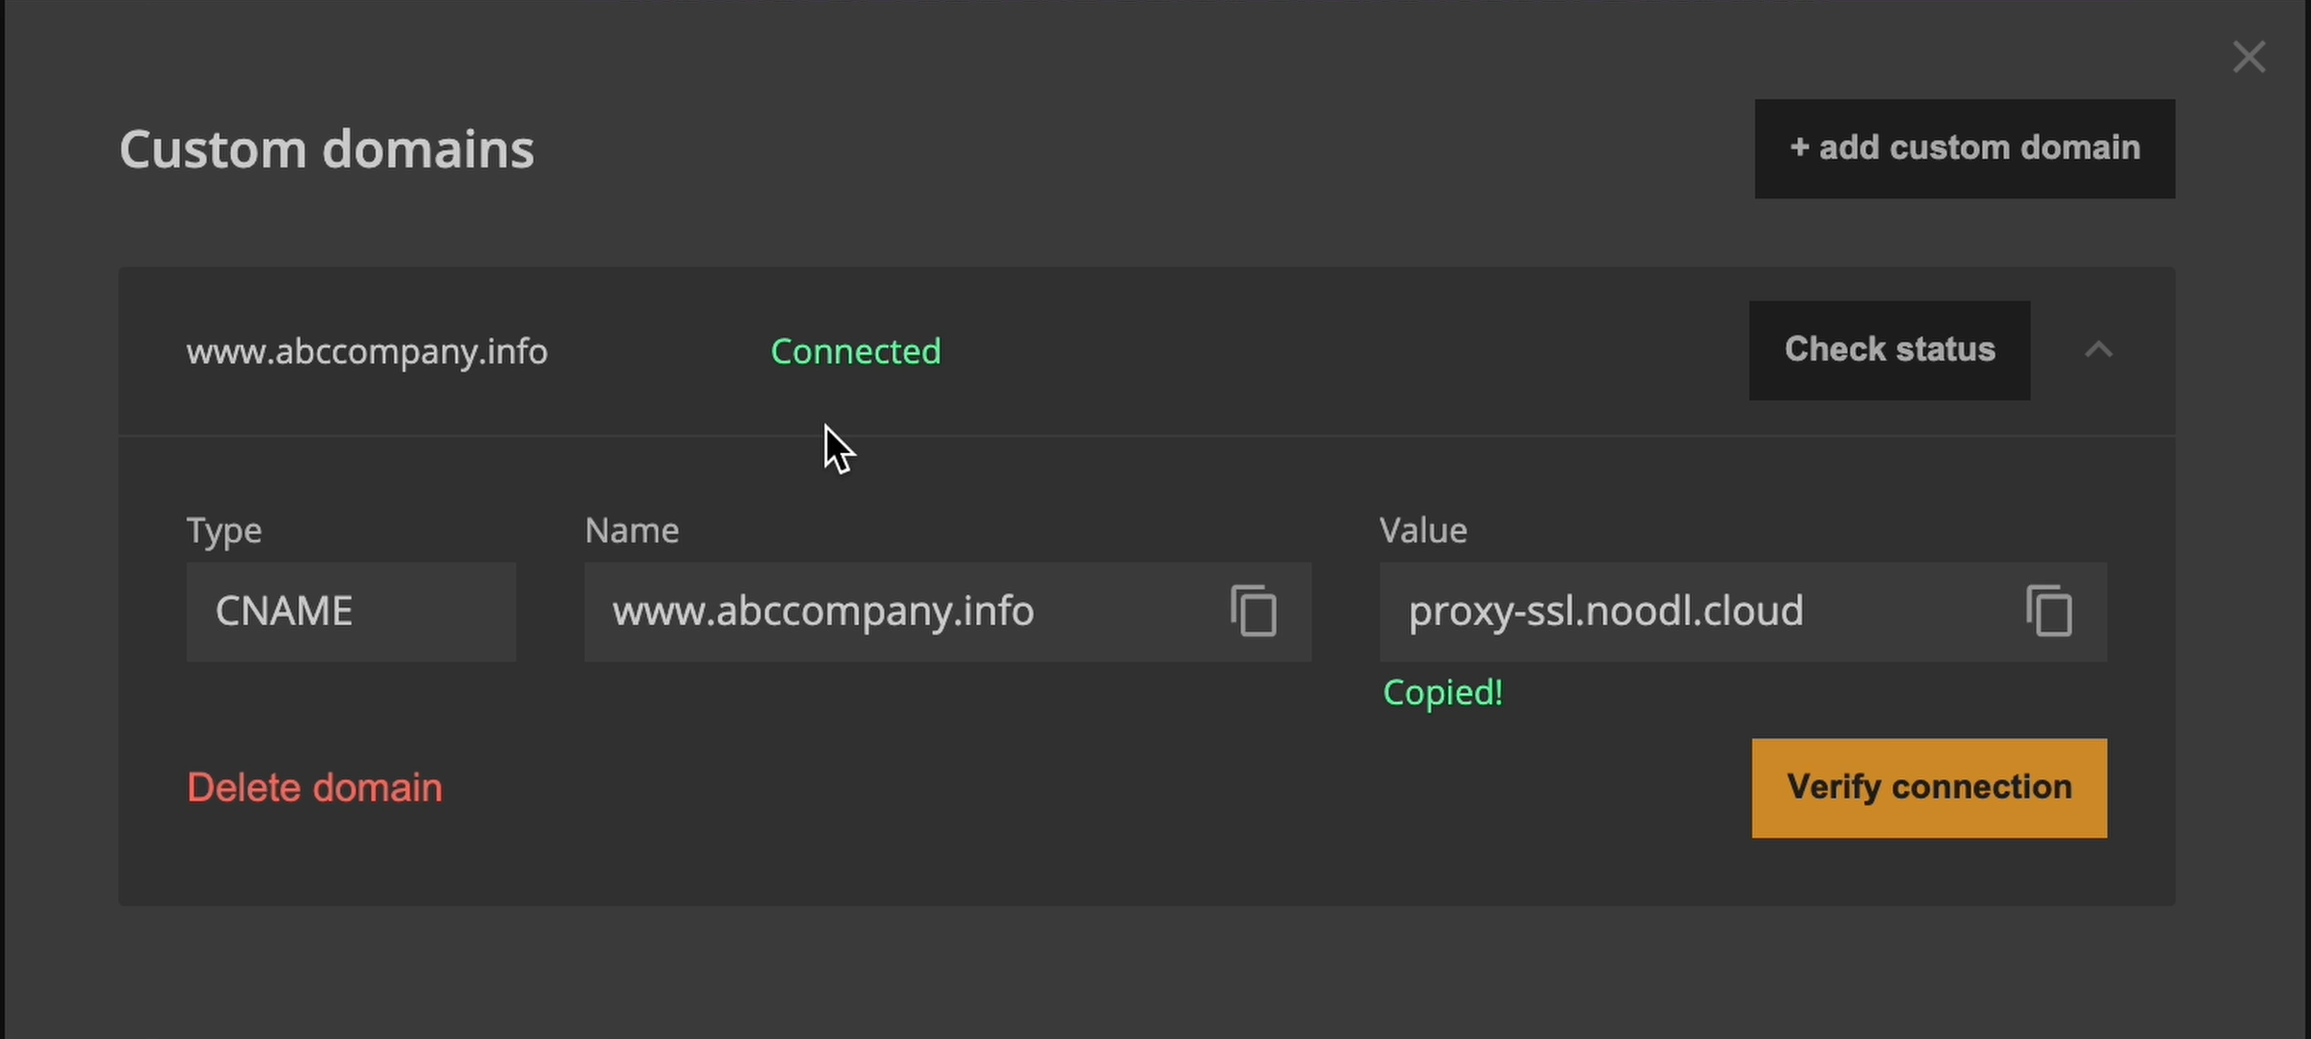 Custom domains
+ add custom domain
www.abccompany.info Connected Check status
Type Name Value
CNAME www.abccompany.info proxy-ssl.noodl.cloud
Copied!
Delete domain Verify connection